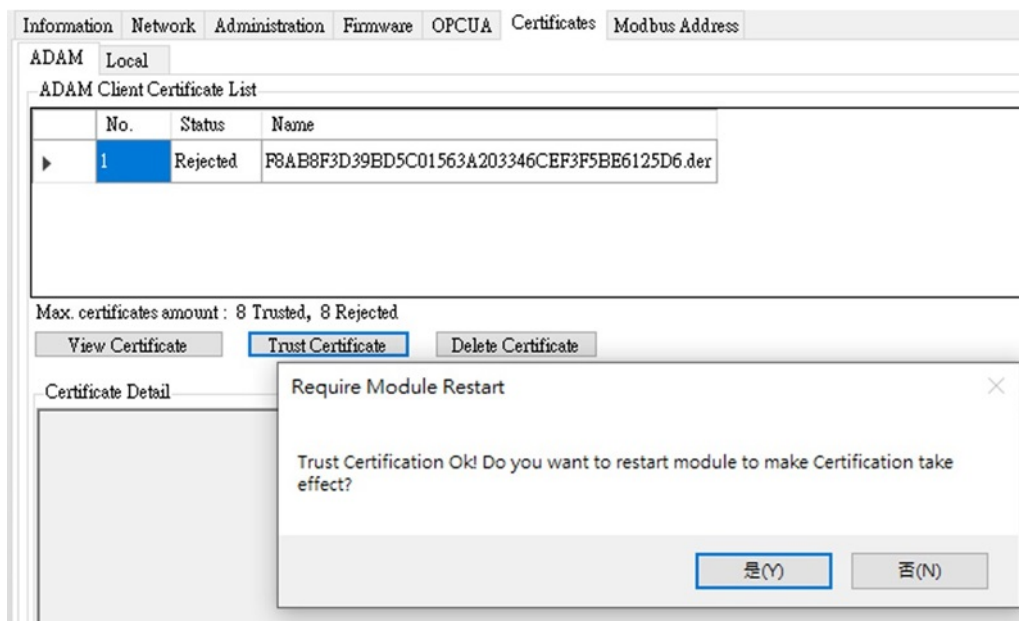 Information Network Administration Firmware OPCUA Certificates Modbus Address
ADAM Local
ADAM Client Certificate List
No. Status Name
1 Rejected F8AB8F3D39BD5C01563A203346CEF3F5BE6125D6.der
Max. certificates amount : 8 Trusted, 8 Rejected
View Certificate Trust Certificate Delete Certificate
Certificate Detail
Require Module Restart
Trust Certification Ok! Do you want to restart module to make Certification take
effect?
是(Y) 否(N)